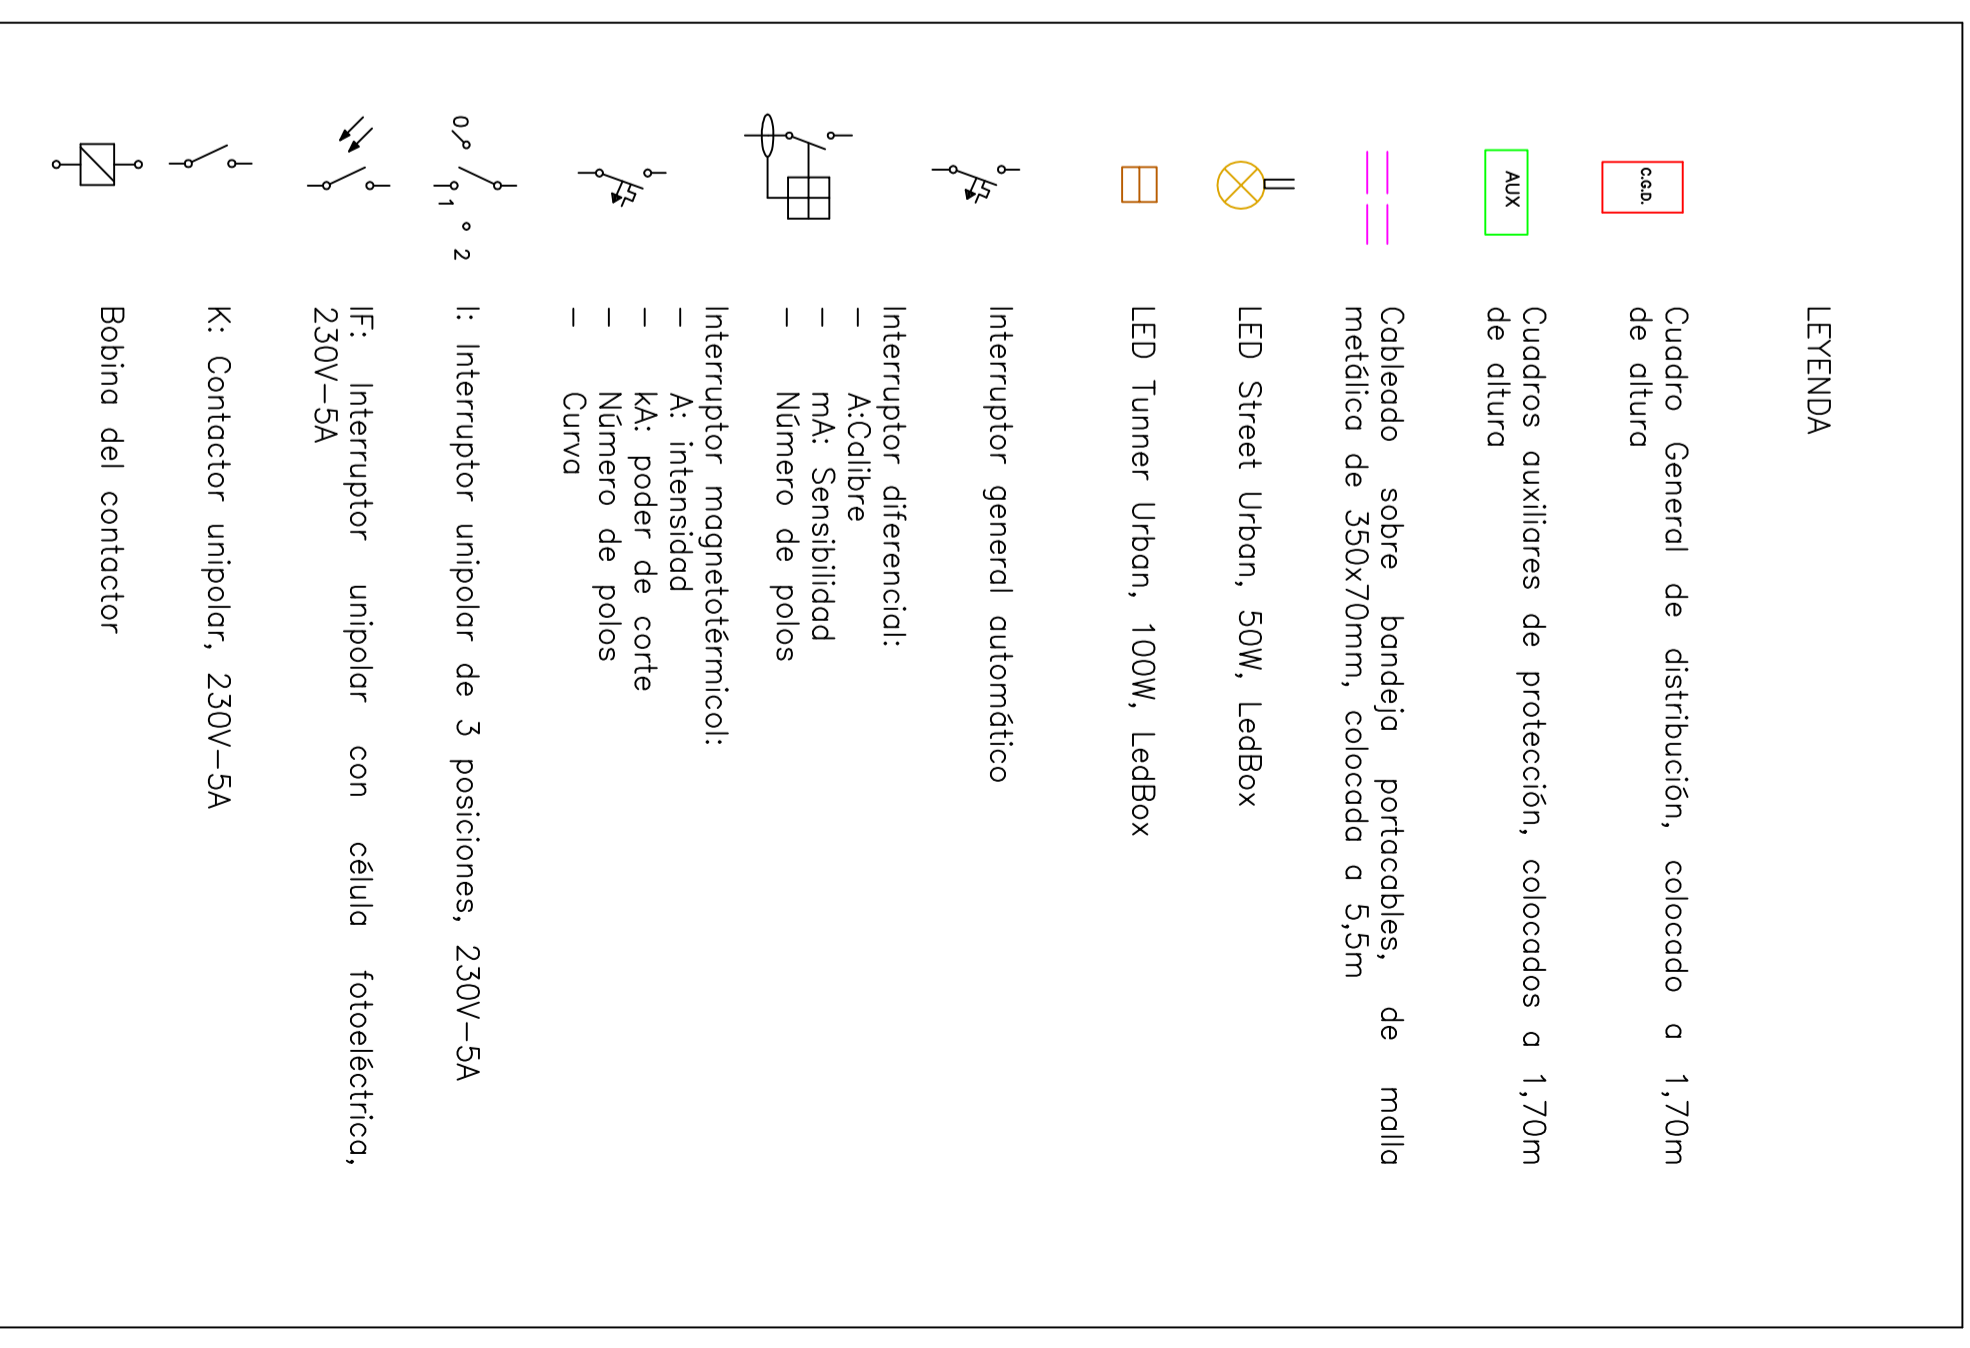 LEYENDA
C.G.D.
Cuadro General de distribución, colocado a 1,70m
de altura
AUX
Cuadros auxiliares de protección, colocados a 1,70m
de altura
Cableado sobre bandeja portacables, de malla
metálica de 350x70mm, colocada a 5,5m
LED Street Urban, 50W, LedBox
LED Tunner Urban, 100W, LedBox
Interruptor general automático
Interruptor diferencial:
– A:Calibre
– mA: Sensibilidad
– Número de polos
Interruptor magnetotérmicol:
– A: intensidad
– kA: poder de corte
– Número de polos
– Curva
0 1 2
I: Interruptor unipolar de 3 posiciones, 230V–5A
IF: Interruptor unipolar con célula fotoeléctrica,
230V–5A
K: Contactor unipolar, 230V–5A
Bobina del contactor